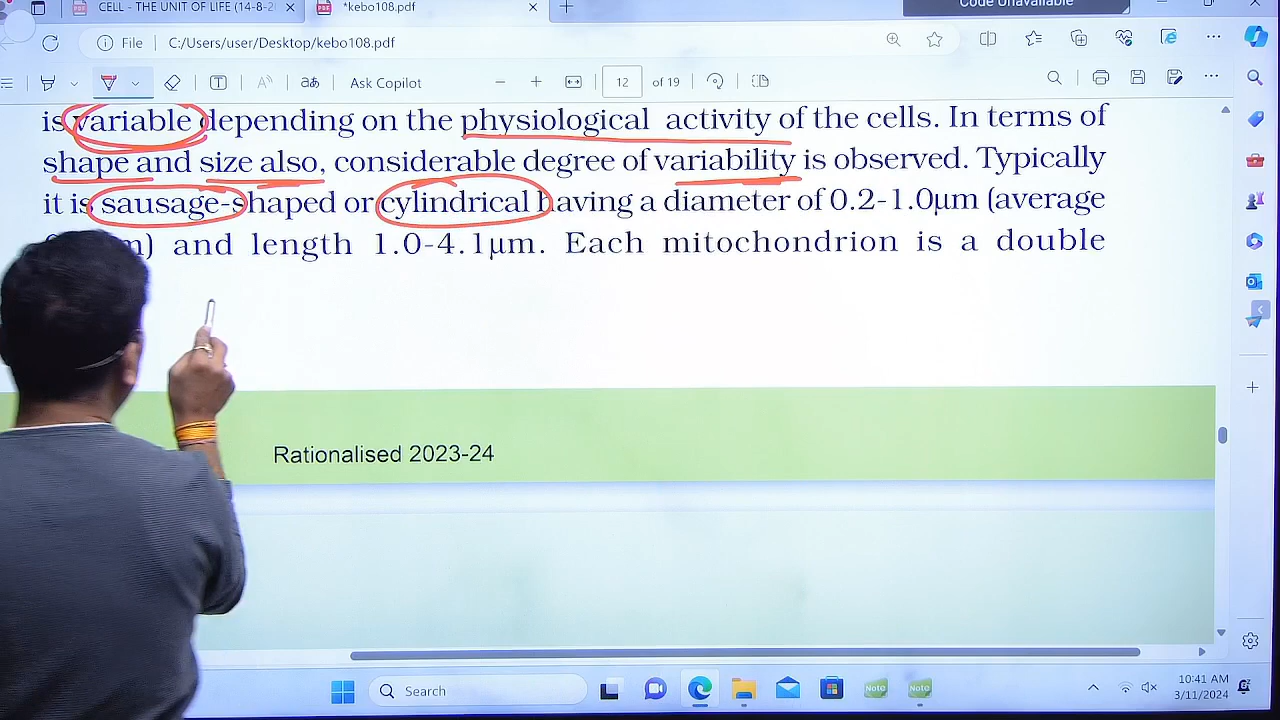 CELL - THE UNIT OF LIFE (14-8-2
*kebo108.pdf
Code Unavailable
File
C:/Users/user/Desktop/kebo108.pdf
Ask Copilot
12 of 19
is variable depending on the physiological activity of the cells. In terms of
shape and size also, considerable degree of variability is observed. Typically
it is sausage-shaped or cylindrical having a diameter of 0.2-1.0μm (average
and length 1.0-4.1μm. Each mitochondrion is a double
Rationalised 2023-24
Search
Note
Note
10:41 AM
3/11/2024